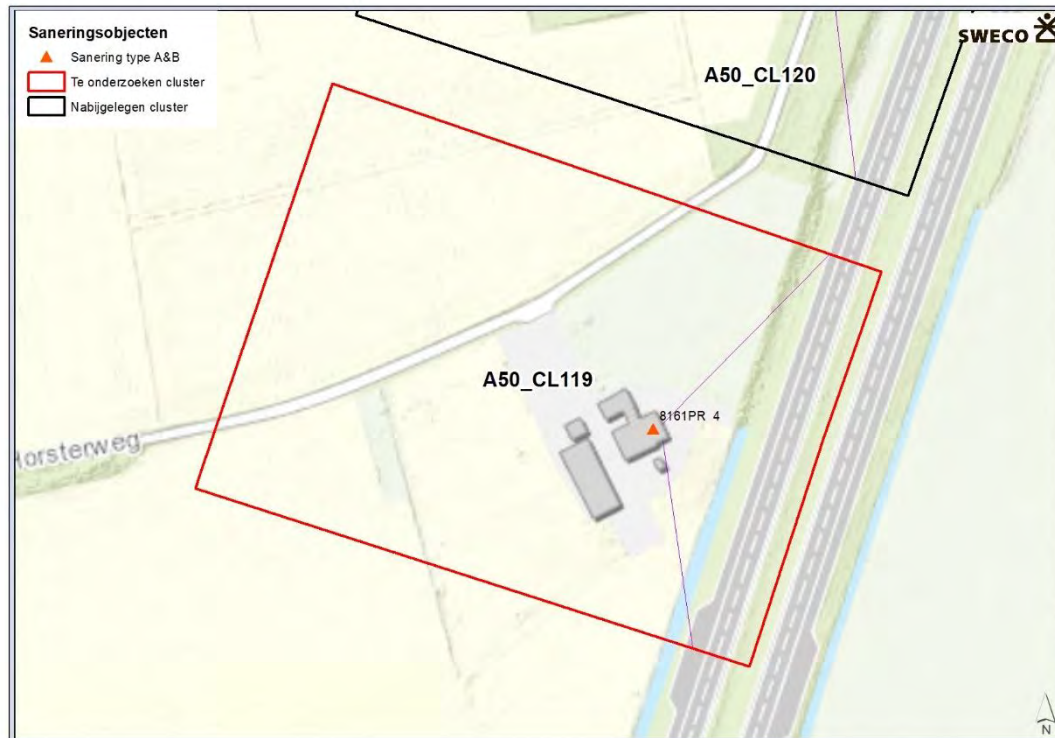 Saneringsobjecten
Sanering type A&B
Te onderzoeken cluster
Nabijgelegen cluster
SWECO
A50_CL120
A50_CL119
8161PR 4
Horsterweg
N